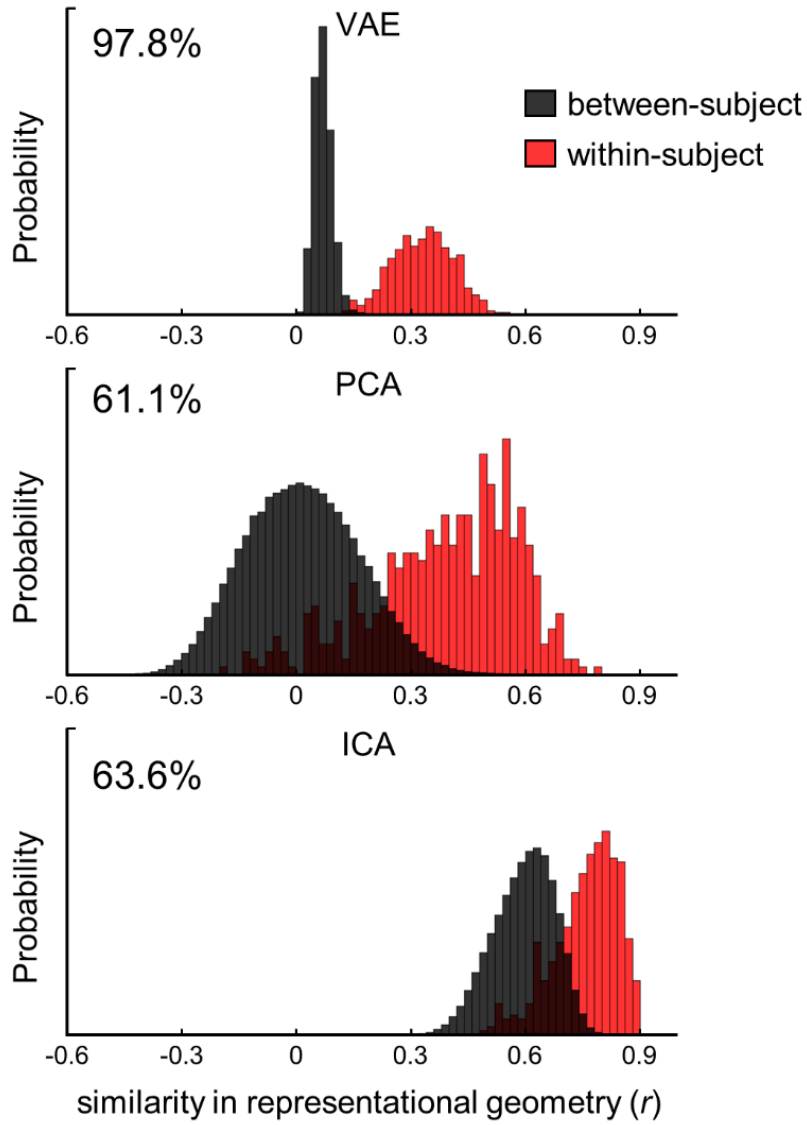 VAE
97.8%
between-subject
within-subject
Probability
-0.6 -0.3 0 0.3 0.6 0.9
PCA
61.1%
Probability
-0.6 -0.3 0 0.3 0.6 0.9
ICA
63.6%
Probability
-0.6 -0.3 0 0.3 0.6 0.9
similarity in representational geometry (r)